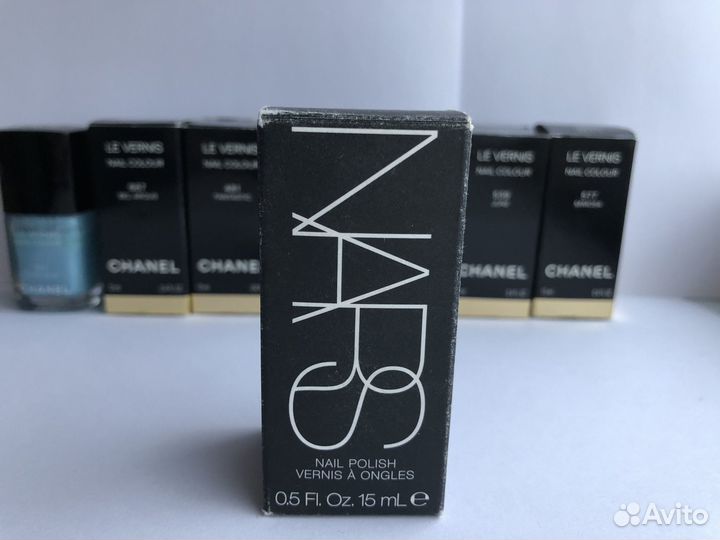 NARS
NAIL POLISH
VERNIS À ONGLES
0.5 Fl. Oz. 15 mL ℮
LE VERNIS
NAIL COLOUR
CHANEL
LE VERNIS
NAIL COLOUR
CHANEL
LE VERNIS
NAIL COLOUR
CHANEL
LE VERNIS
NAIL COLOUR
CHANEL
CHANEL
Avito